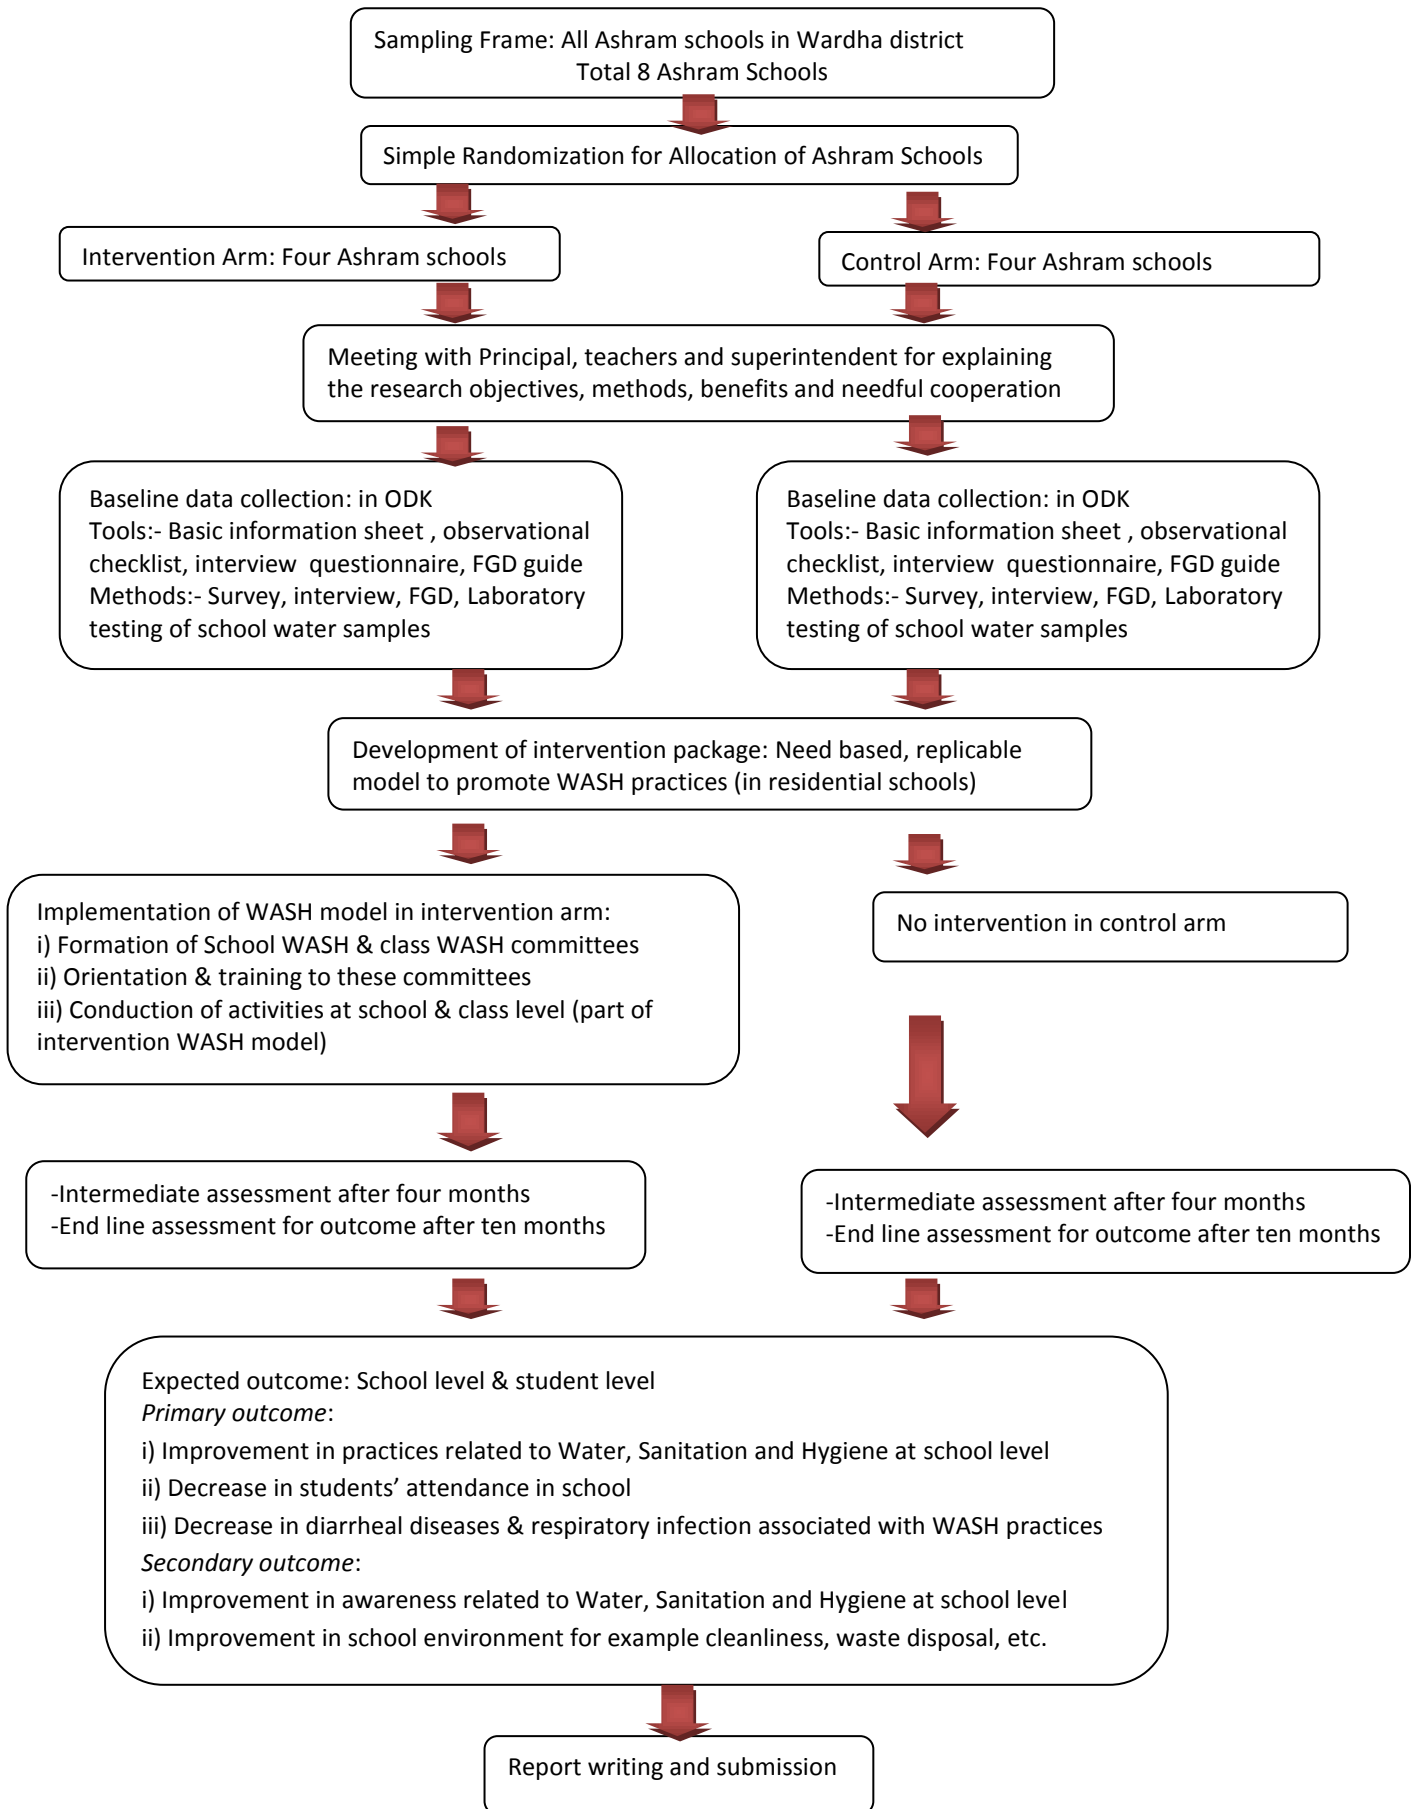 Sampling Frame: All Ashram schools in Wardha district
Total 8 Ashram Schools
Simple Randomization for Allocation of Ashram Schools
Intervention Arm: Four Ashram schools
Control Arm: Four Ashram schools
Meeting with Principal, teachers and superintendent for explaining
the research objectives, methods, benefits and needful cooperation
Baseline data collection: in ODK
Tools:- Basic information sheet , observational
checklist, interview questionnaire, FGD guide
Methods:- Survey, interview, FGD, Laboratory
testing of school water samples
Baseline data collection: in ODK
Tools:- Basic information sheet , observational
checklist, interview questionnaire, FGD guide
Methods:- Survey, interview, FGD, Laboratory
testing of school water samples
Development of intervention package: Need based, replicable
model to promote WASH practices (in residential schools)
Implementation of WASH model in intervention arm:
i) Formation of School WASH & class WASH committees
ii) Orientation & training to these committees
iii) Conduction of activities at school & class level (part of
intervention WASH model)
No intervention in control arm
-Intermediate assessment after four months
-End line assessment for outcome after ten months
-Intermediate assessment after four months
-End line assessment for outcome after ten months
Expected outcome: School level & student level
Primary outcome:
i) Improvement in practices related to Water, Sanitation and Hygiene at school level
ii) Decrease in students’ attendance in school
iii) Decrease in diarrheal diseases & respiratory infection associated with WASH practices
Secondary outcome:
i) Improvement in awareness related to Water, Sanitation and Hygiene at school level
ii) Improvement in school environment for example cleanliness, waste disposal, etc.
Report writing and submission